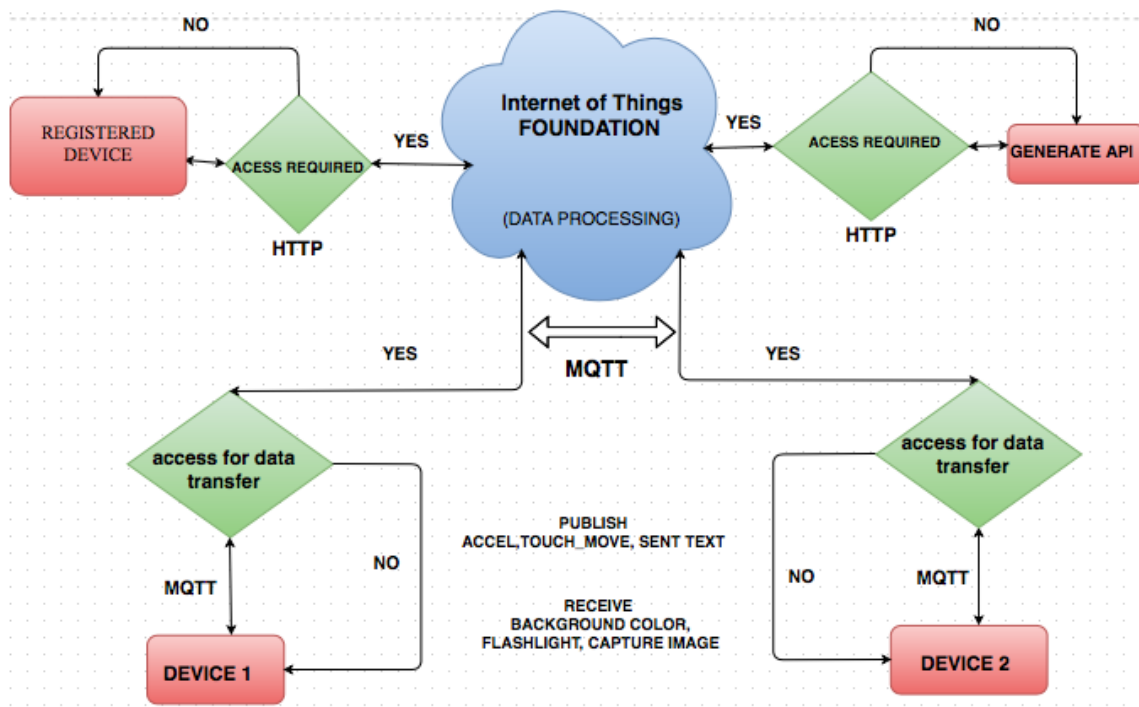 NO
NO
Internet of Things
FOUNDATION
REGISTERED
DEVICE
YES
YES
ACESS REQUIRED
ACESS REQUIRED
GENERATE API
(DATA PROCESSING)
HTTP
HTTP
YES
MQTT
YES
access for data
transfer
access for data
transfer
PUBLISH
ACCEL,TOUCH_MOVE, SENT TEXT
NO
NO
MQTT
MQTT
RECEIVE
BACKGROUND COLOR,
FLASHLIGHT, CAPTURE IMAGE
DEVICE 1
DEVICE 2